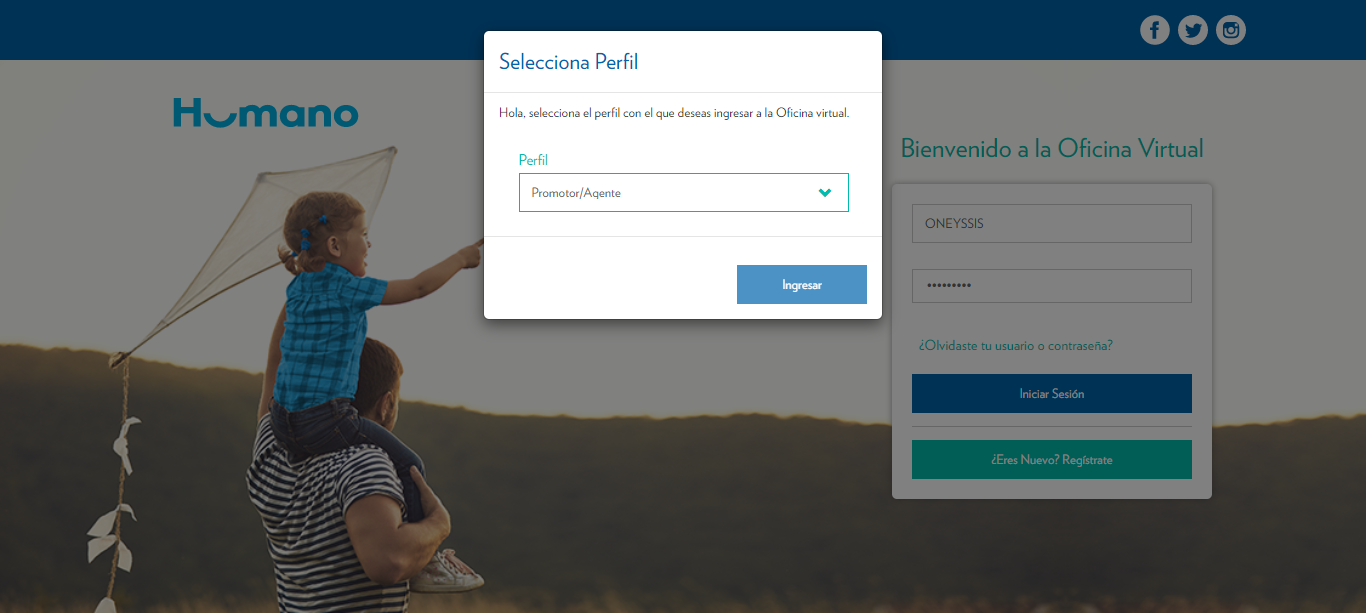 Selecciona Perfil
Hola, selecciona el perfil con el que deseas ingresar a la Oficina virtual.
Perfil
Promotor/Agente
Ingresar
Humano
Bienvenido a la Oficina Virtual
ONEYSSIS
•••••••••
¿Olvidaste tu usuario o contraseña?
Iniciar Sesión
¿Eres Nuevo? Regístrate